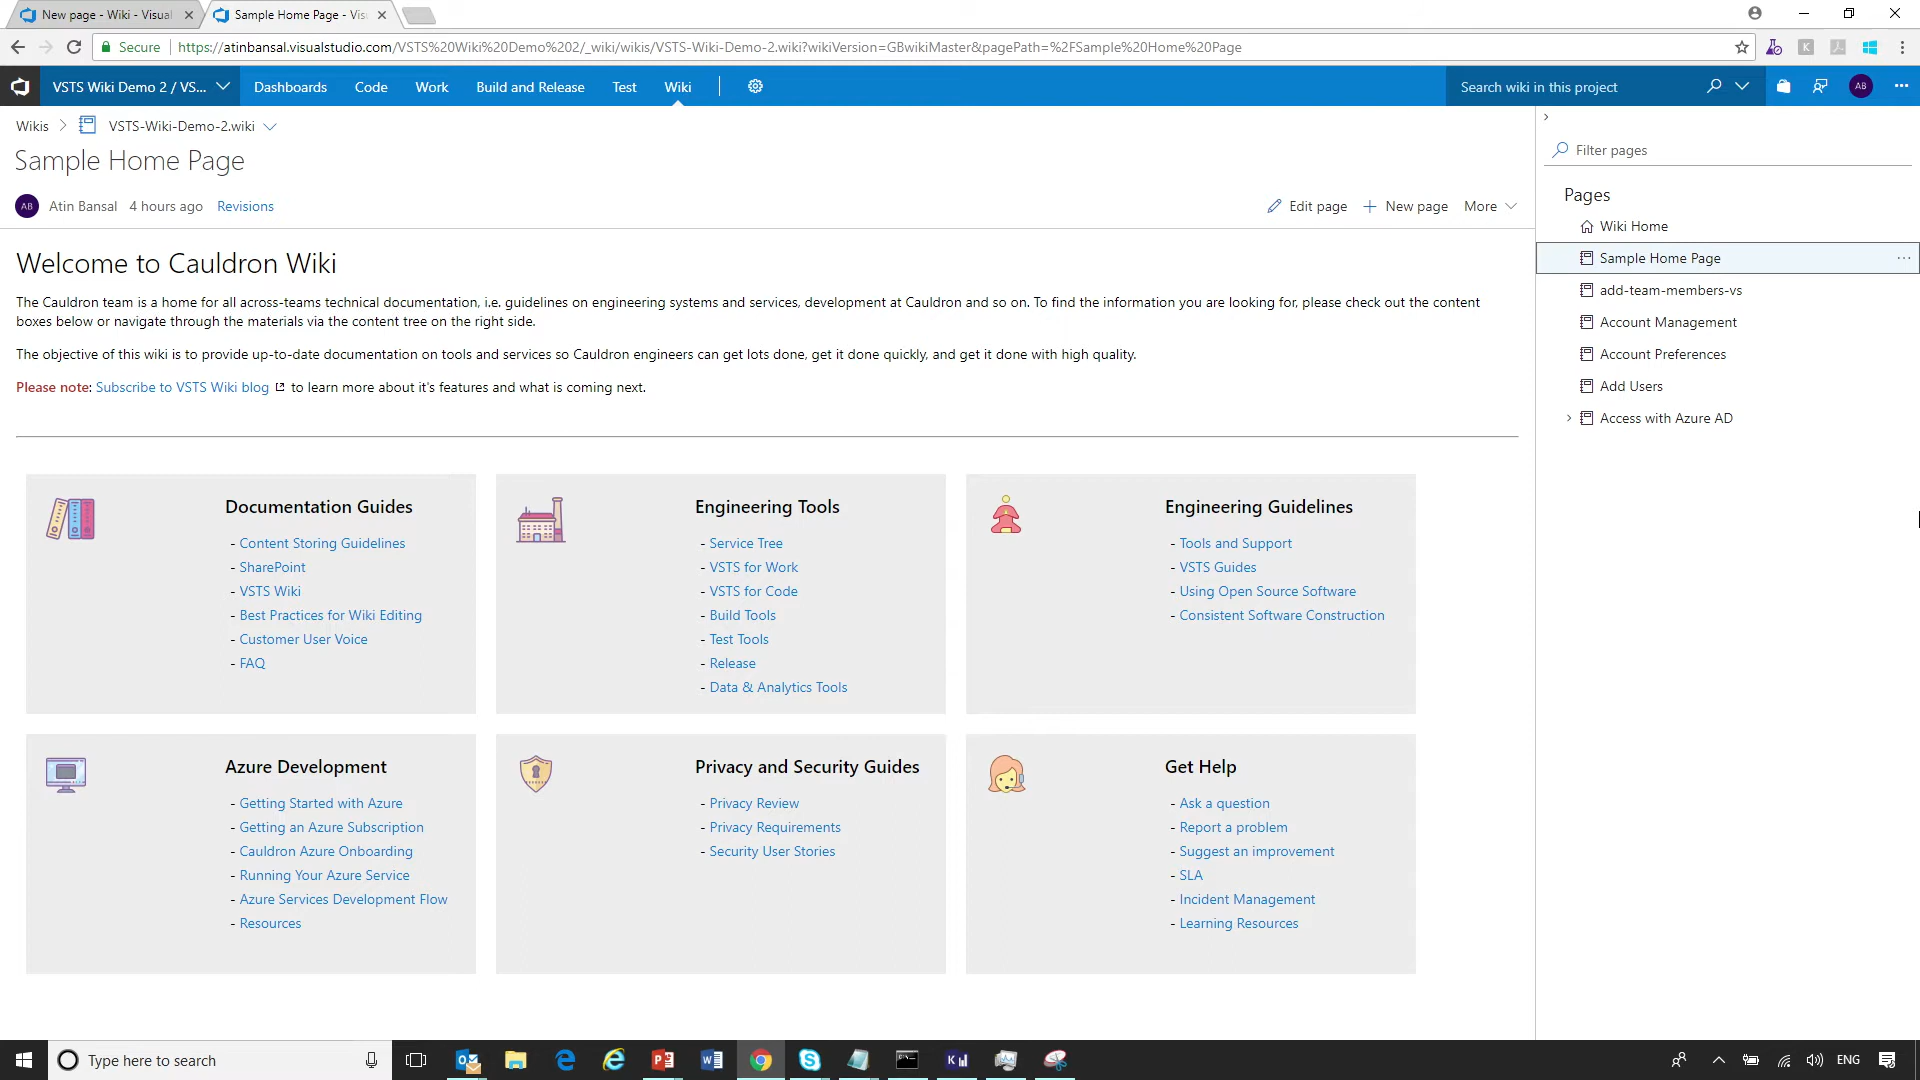 New page - Wiki - Visual
Sample Home Page - Vis
Secure
https://atinbansal.visualstudio.com/VSTS%20Wiki%20Demo%202/_wiki/wikis/VSTS-Wiki-Demo-2.wiki?wikiVersion=GBwikiMaster&pagePath=%2FSample%20Home%20Page
VSTS Wiki Demo 2 / VS...
Dashboards
Code
Work
Build and Release
Test
Wiki
Search wiki in this project
AB
Wikis
VSTS-Wiki-Demo-2.wiki
Sample Home Page
AB
Atin Bansal
4 hours ago
Revisions
Edit page
New page
More
Welcome to Cauldron Wiki
The Cauldron team is a home for all across-teams technical documentation, i.e. guidelines on engineering systems and services, development at Cauldron and so on. To find the information you are looking for, please check out the content
boxes below or navigate through the materials via the content tree on the right side.
The objective of this wiki is to provide up-to-date documentation on tools and services so Cauldron engineers can get lots done, get it done quickly, and get it done with high quality.
Please note: Subscribe to VSTS Wiki blog to learn more about it's features and what is coming next.
Documentation Guides
- Content Storing Guidelines
- SharePoint
- VSTS Wiki
- Best Practices for Wiki Editing
- Customer User Voice
- FAQ
Engineering Tools
- Service Tree
- VSTS for Work
- VSTS for Code
- Build Tools
- Test Tools
- Release
- Data & Analytics Tools
Engineering Guidelines
- Tools and Support
- VSTS Guides
- Using Open Source Software
- Consistent Software Construction
Azure Development
- Getting Started with Azure
- Getting an Azure Subscription
- Cauldron Azure Onboarding
- Running Your Azure Service
- Azure Services Development Flow
- Resources
Privacy and Security Guides
- Privacy Review
- Privacy Requirements
- Security User Stories
Get Help
- Ask a question
- Report a problem
- Suggest an improvement
- SLA
- Incident Management
- Learning Resources
Filter pages
Pages
Wiki Home
Sample Home Page
add-team-members-vs
Account Management
Account Preferences
Add Users
Access with Azure AD
Type here to search
ENG